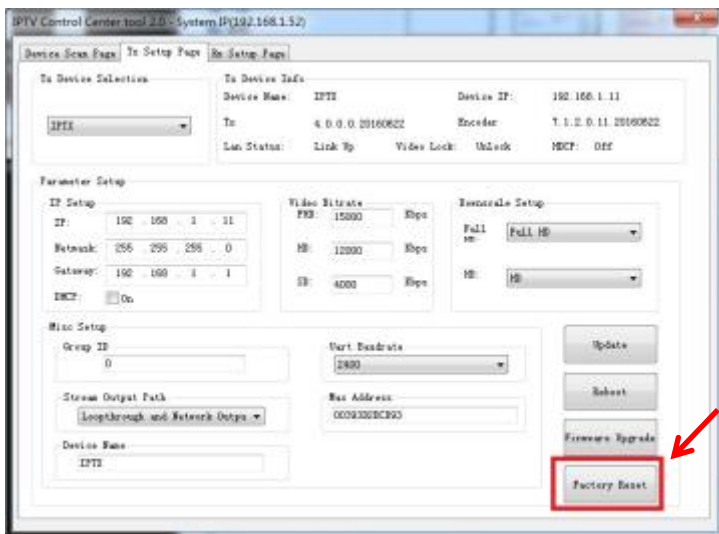 IPTV Control Center tool 2.0 - System IP(192.168.1.52)
Device Scan Page Tx Setup Page Rx Setup Page
Tx Device Selection
IPTX
Tx Device Info
Device Name: IPTX Device IP: 192.168.1.11
Tx 4.0.0.0.20160622 Encoder 7.1.2.0.11.20160822
Lan Status: Link Up Video Lock: UnLock HDCP: Off
Parameter Setup
IP Setup
IP: 192 . 168 . 1 . 11
Netmask: 255 . 255 . 255 . 0
Gateway: 192 . 168 . 1 . 1
DHCP: On
Video Bitrate
FHD: 15000 Kbps
HD: 12000 Kbps
SD: 4000 Kbps
Downscale Setup
Full HD: Full HD
HD: HD
Misc Setup
Group ID
0
Uart Baudrate
2400
Stream Output Path
Loopthrough and Network Outpu
Mac Address
Device Name
IPTX
Update
Reboot
Firmware Upgrade
Factory Reset